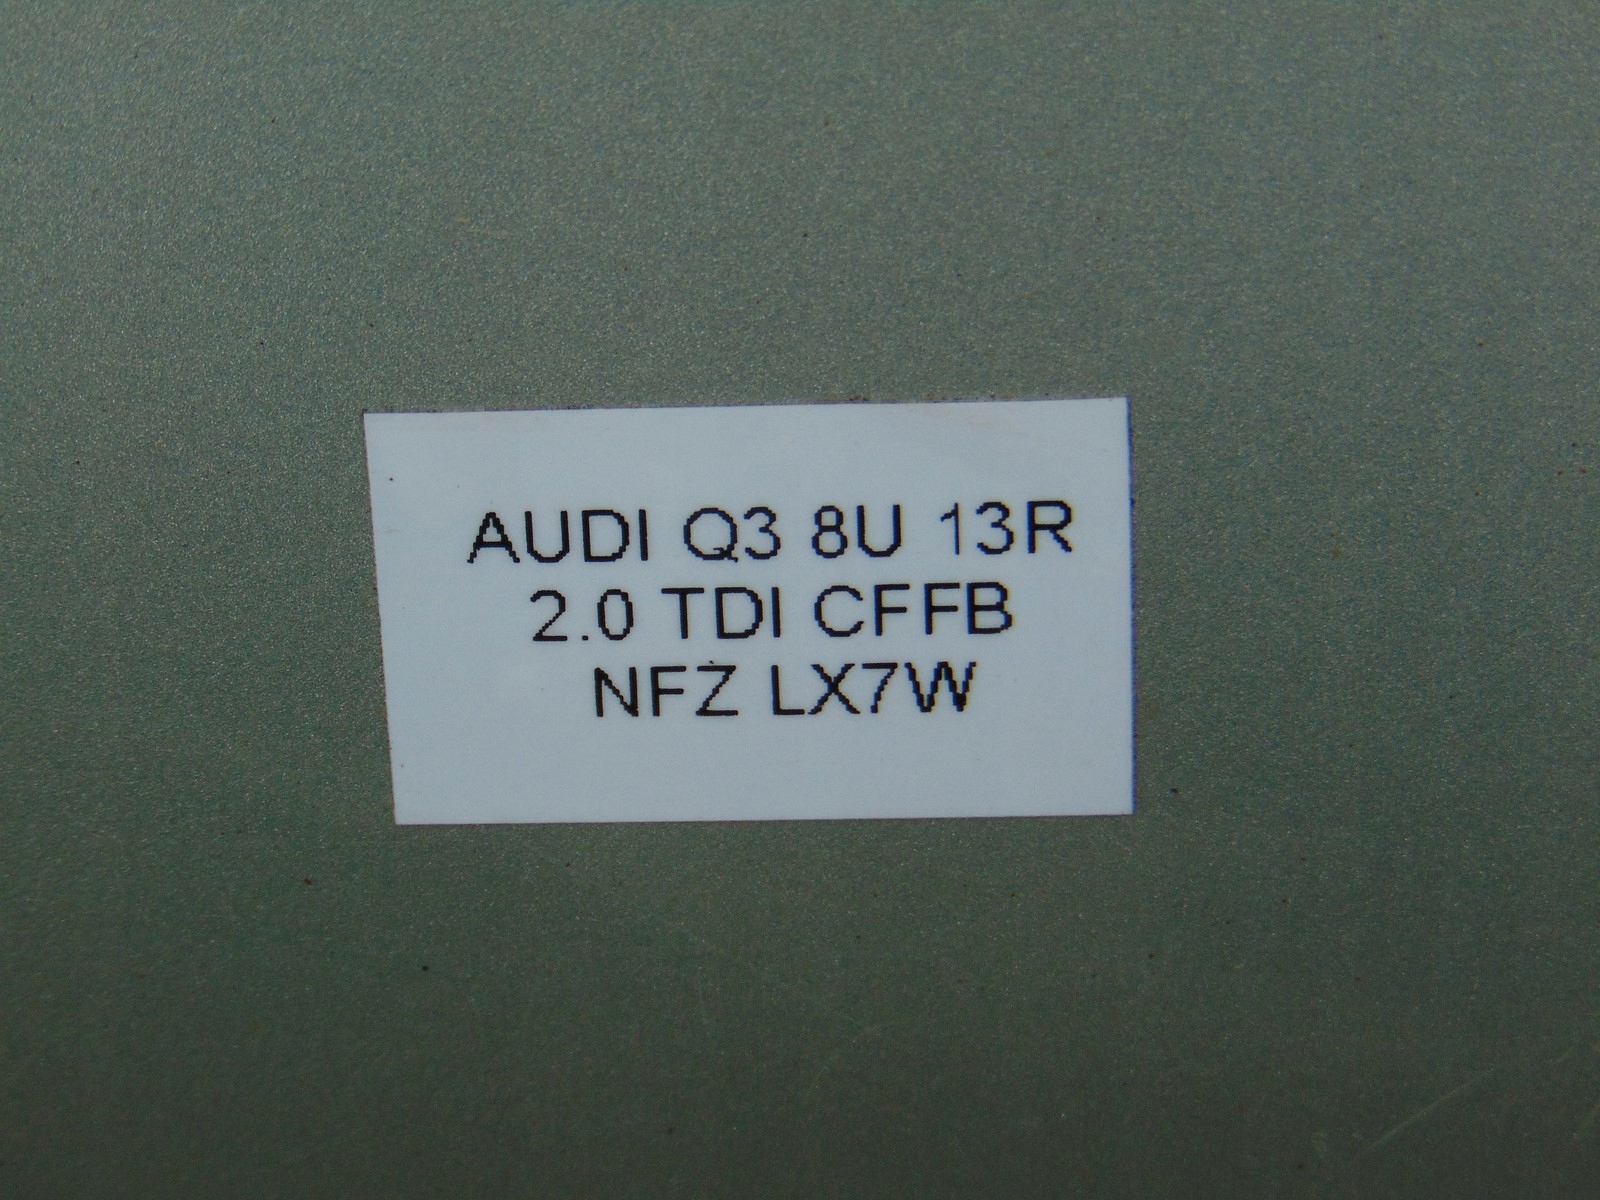 AUDI Q3 8U 13R
2.0 TDI CFFB
NFZ LX7W